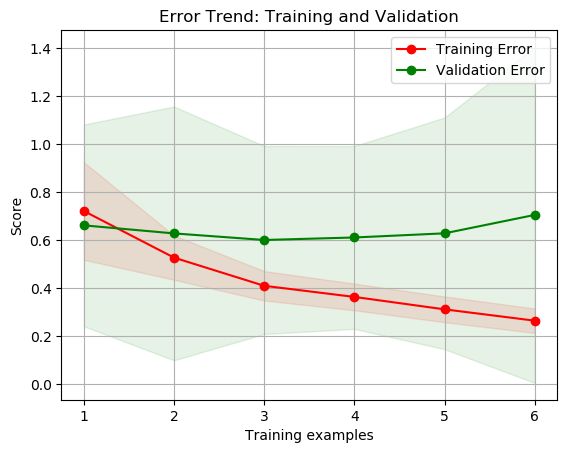 Error Trend: Training and Validation
1.4
1.2
1.0
0.8
0.6
0.4
0.2
0.0
Score
Training Error
Validation Error
1 2 3 4 5 6
Training examples